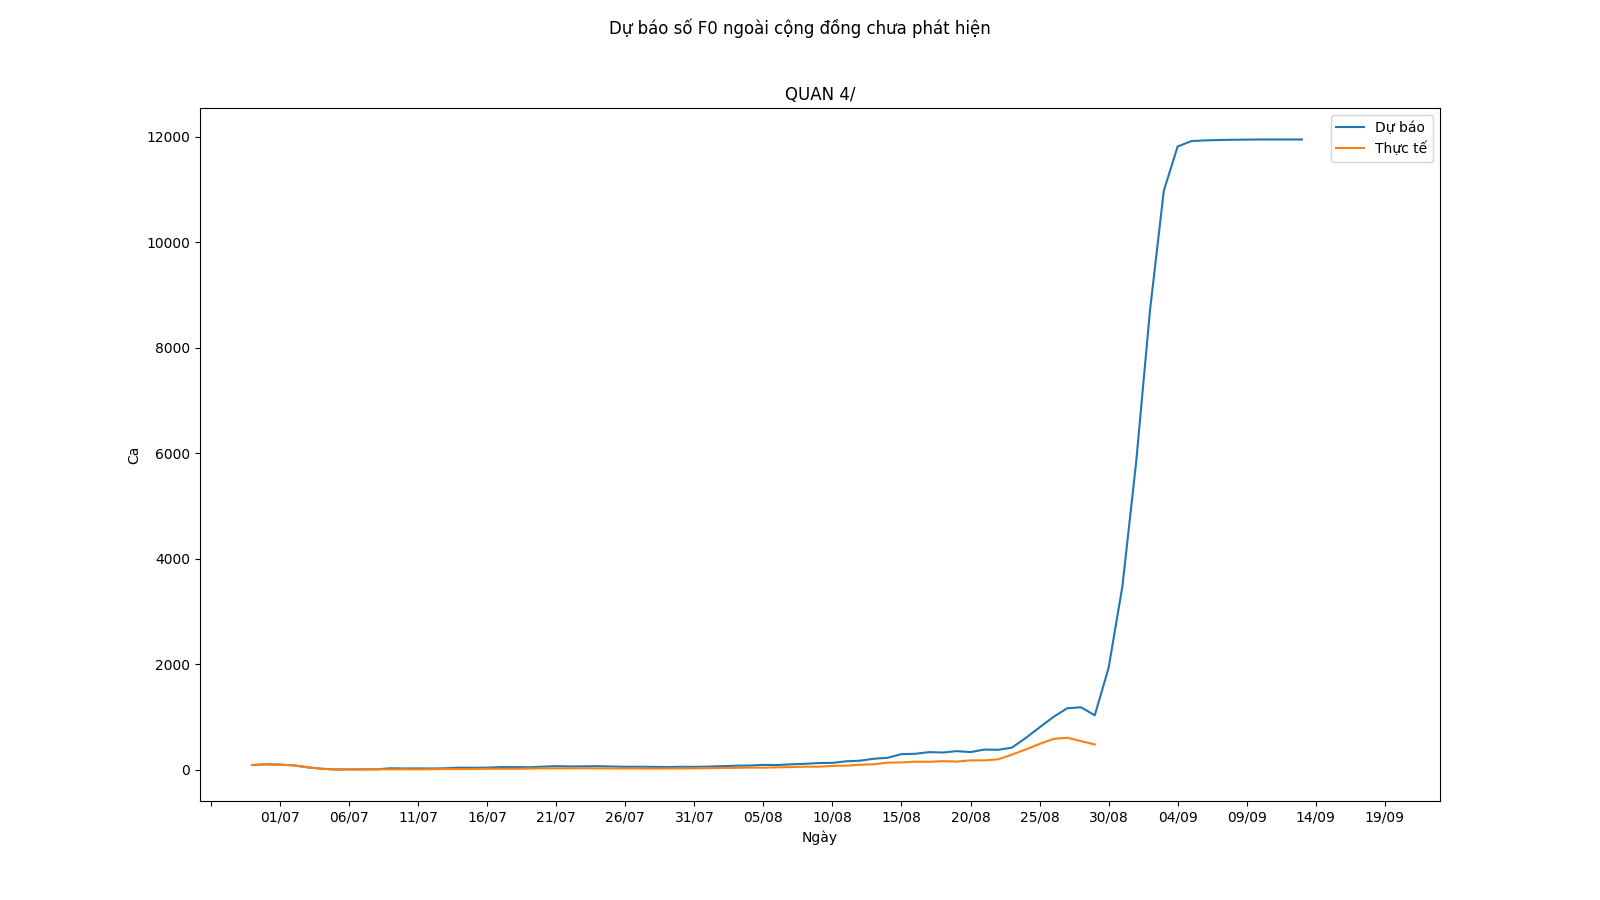 Dự báo số F0 ngoài cộng đồng chưa phát hiện
QUAN 4/
Dự báo
Thực tế
12000
10000
8000
6000
4000
2000
0
Ca
01/07 06/07 11/07 16/07 21/07 26/07 31/07 05/08 10/08 15/08 20/08 25/08 30/08 04/09 09/09 14/09 19/09
Ngày